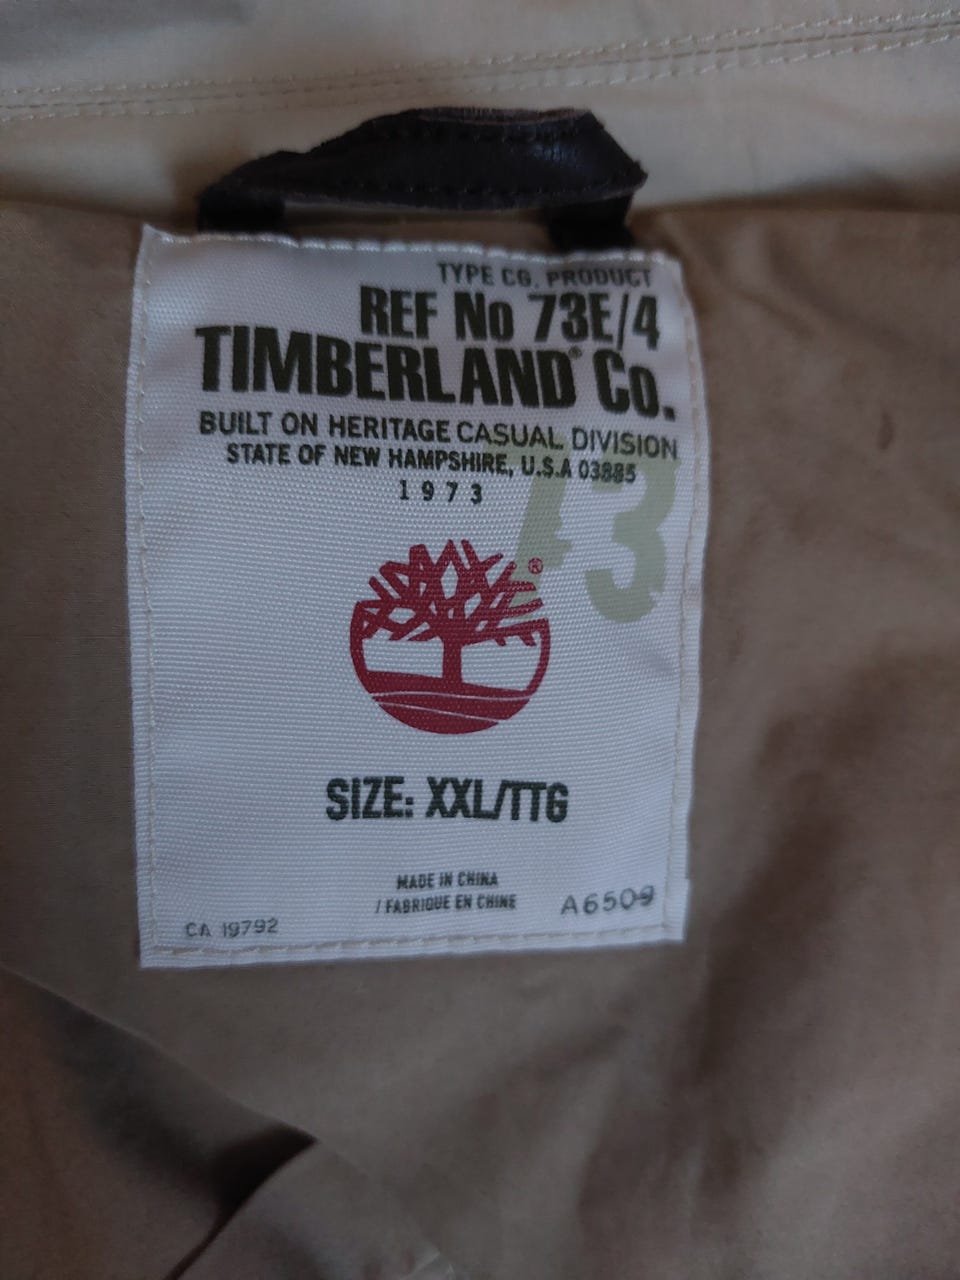 TYPE CG. PRODUCT
REF No 73E/4
TIMBERLAND® Co.
BUILT ON HERITAGE CASUAL DIVISION
STATE OF NEW HAMPSHIRE, U.S.A 03885
1973
73
®
SIZE: XXL/TTG
MADE IN CHINA
/ FABRIQUE EN CHINE
A6509
CA 19792